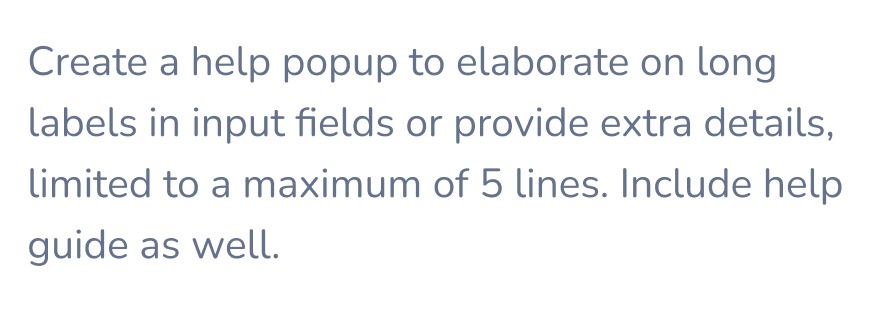 Create a help popup to elaborate on long
labels in input fields or provide extra details,
limited to a maximum of 5 lines. Include help
guide as well.